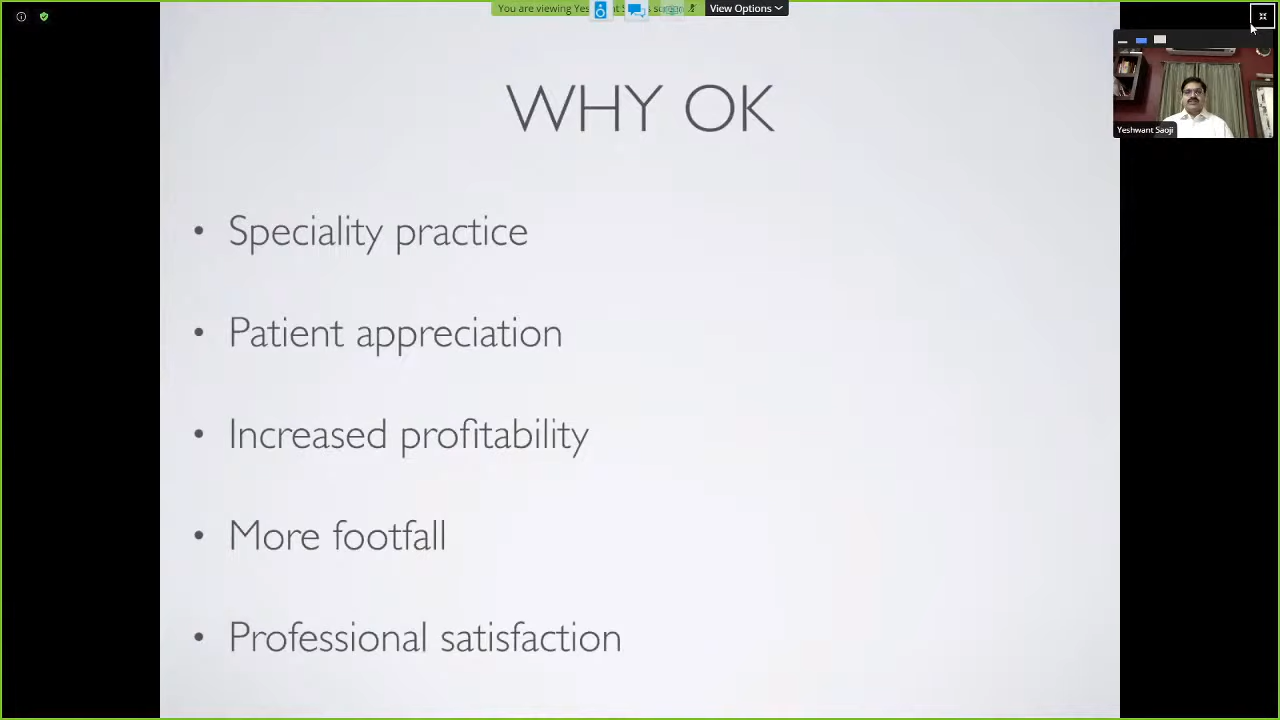 You are viewing Yes
View Options
WHY OK
Yeshwant Saoji
• Speciality practice
• Patient appreciation
• Increased profitability
• More footfall
• Professional satisfaction